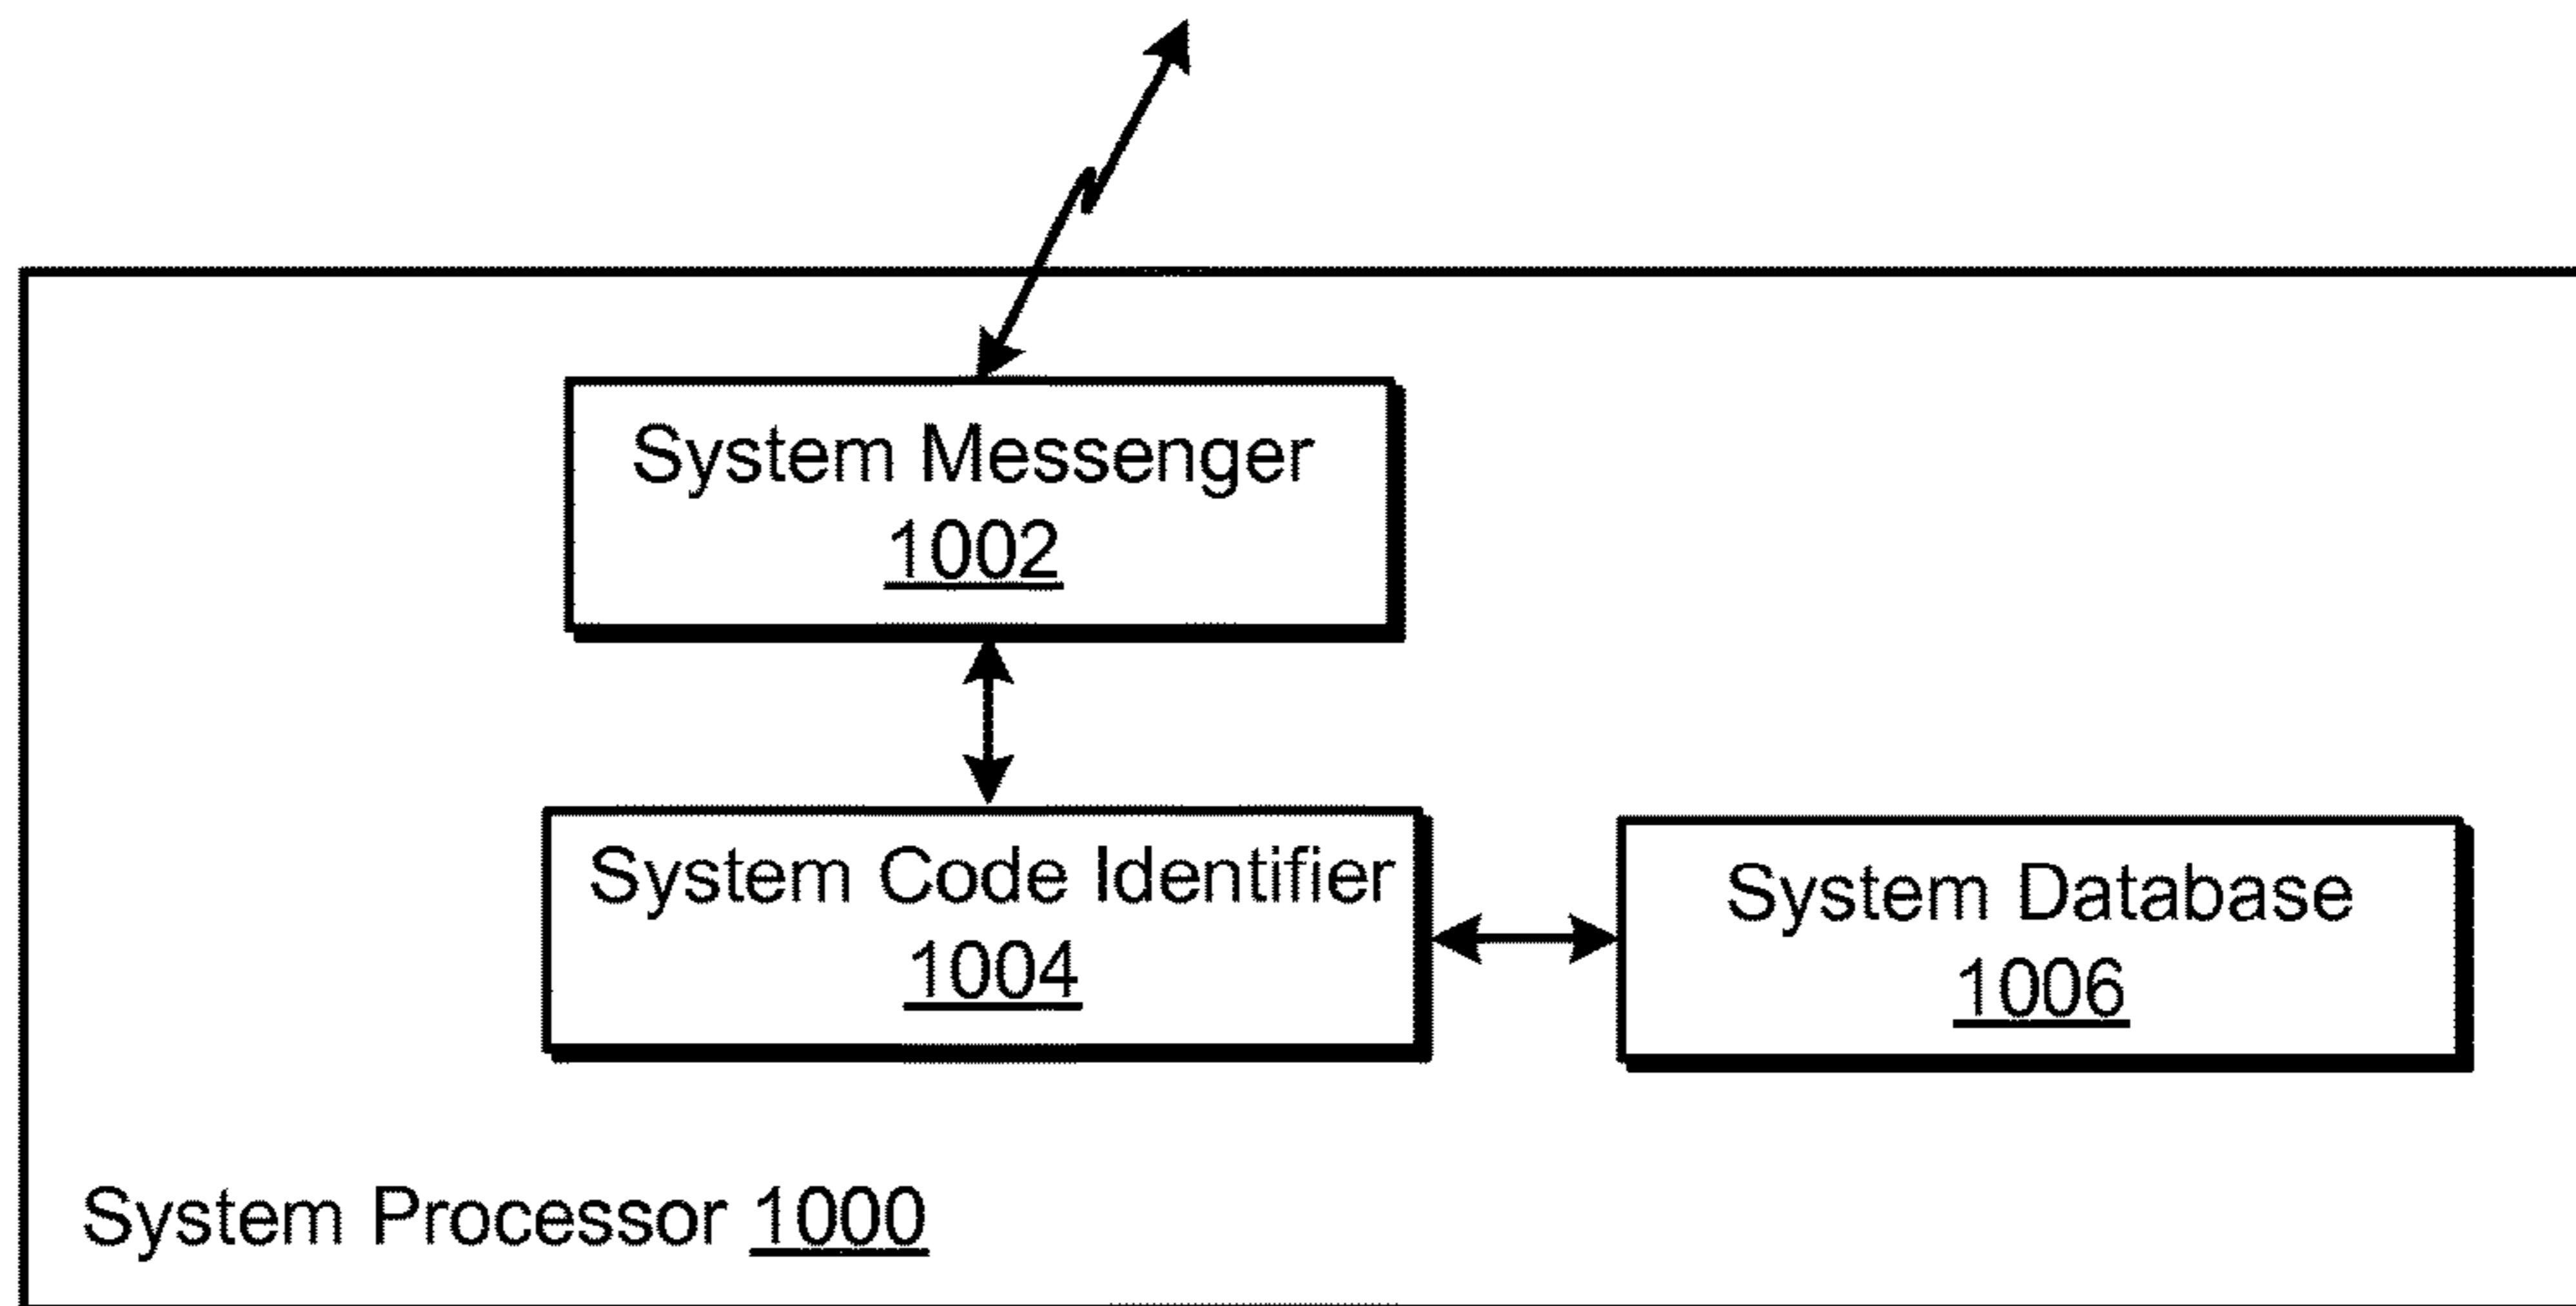 System Messenger
1002
System Code Identifier
1004
System Database
1006
System Processor 1000